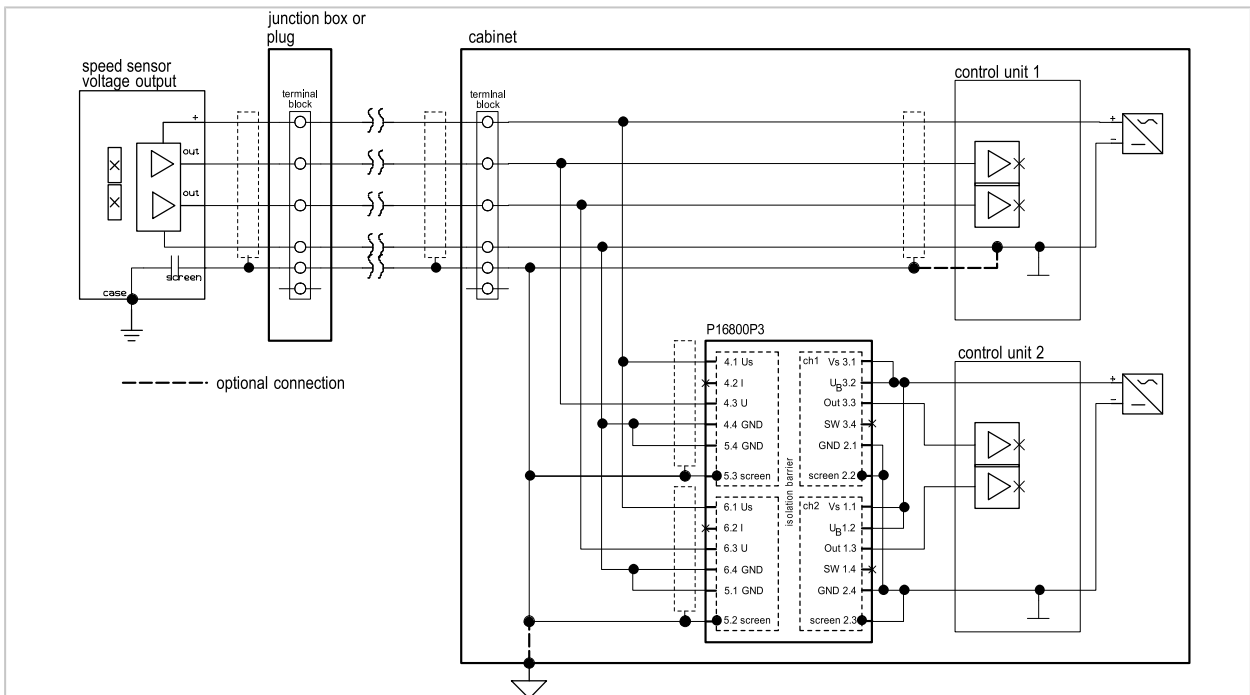 junction box or
plug
cabinet
speed sensor
voltage output
control unit 1
terminal
block
terminal
block
+
out
out
screen
case
+
−
optional connection
P16800P3
control unit 2
4.1 Us
4.2 I
4.3 U
4.4 GND
5.4 GND
5.3 screen
ch1 Vs 3.1
UB3.2
Out 3.3
SW 3.4
GND 2.1
screen 2.2
isolation barrier
6.1 Us
6.2 I
6.3 U
6.4 GND
5.1 GND
5.2 screen
ch2 Vs 1.1
UB1.2
Out 1.3
SW 1.4
GND 2.4
screen 2.3
+
−